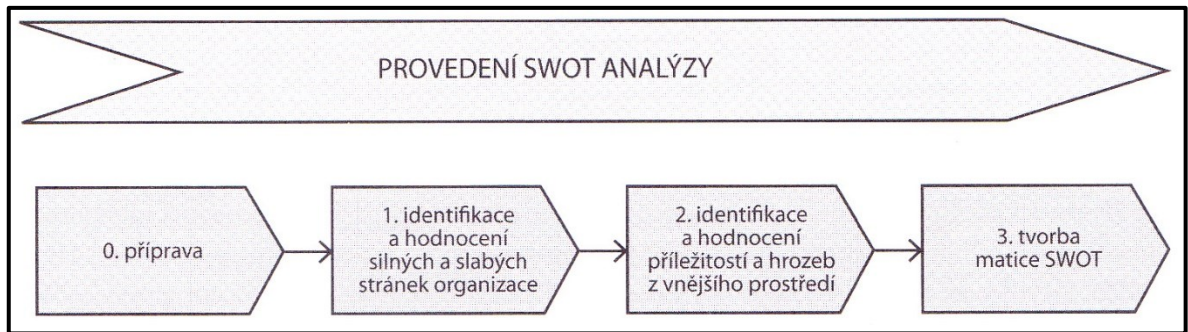 PROVEDENÍ SWOT ANALÝZY
0. příprava
1. identifikace
a hodnocení
silných a slabých
stránek organizace
2. identifikace
a hodnocení
příležitostí a hrozeb
z vnějšího prostředí
3. tvorba
matice SWOT